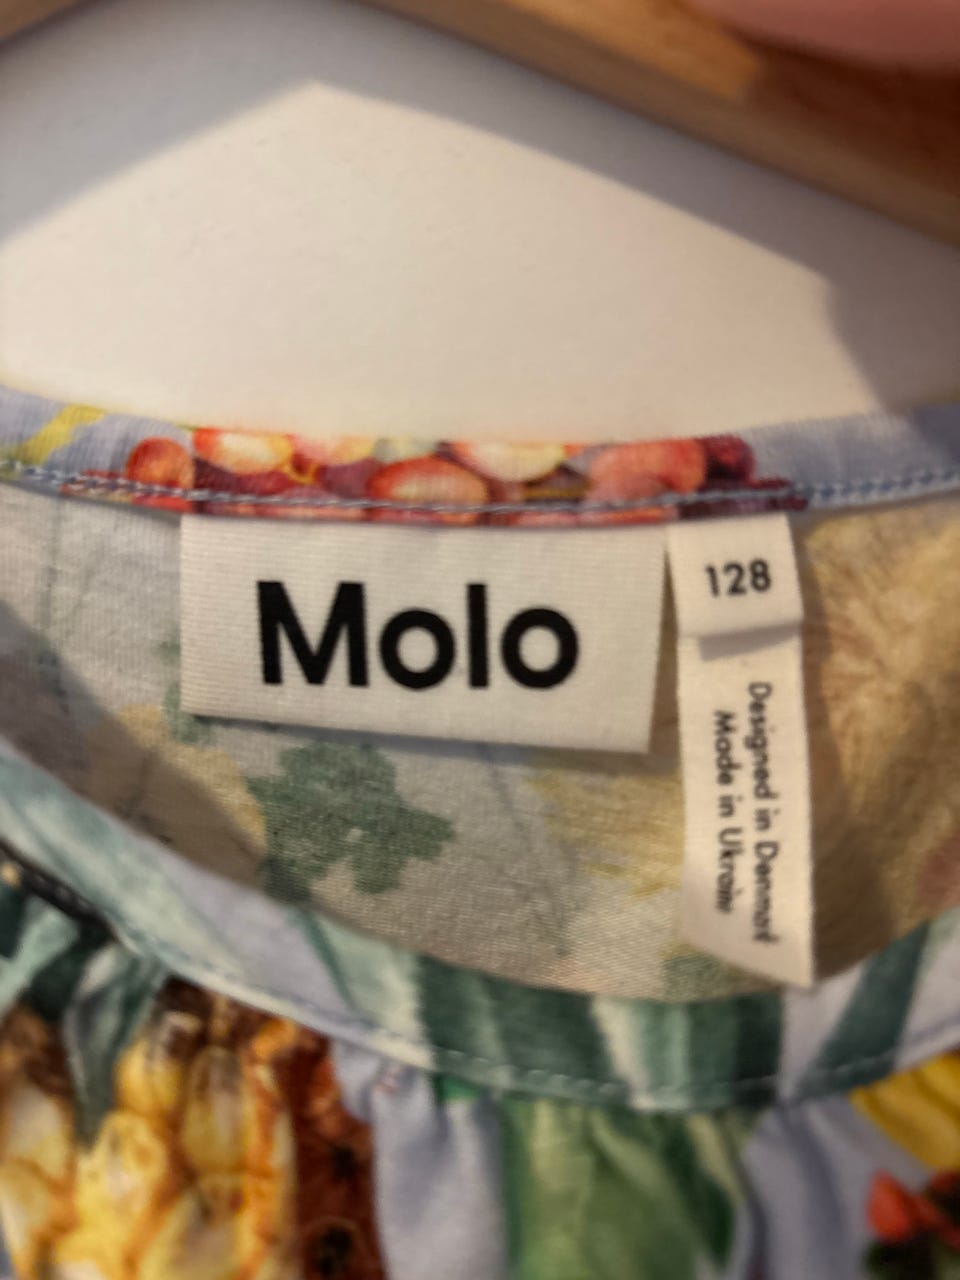 Molo
128
Designed in Denmark
Made in Ukraine